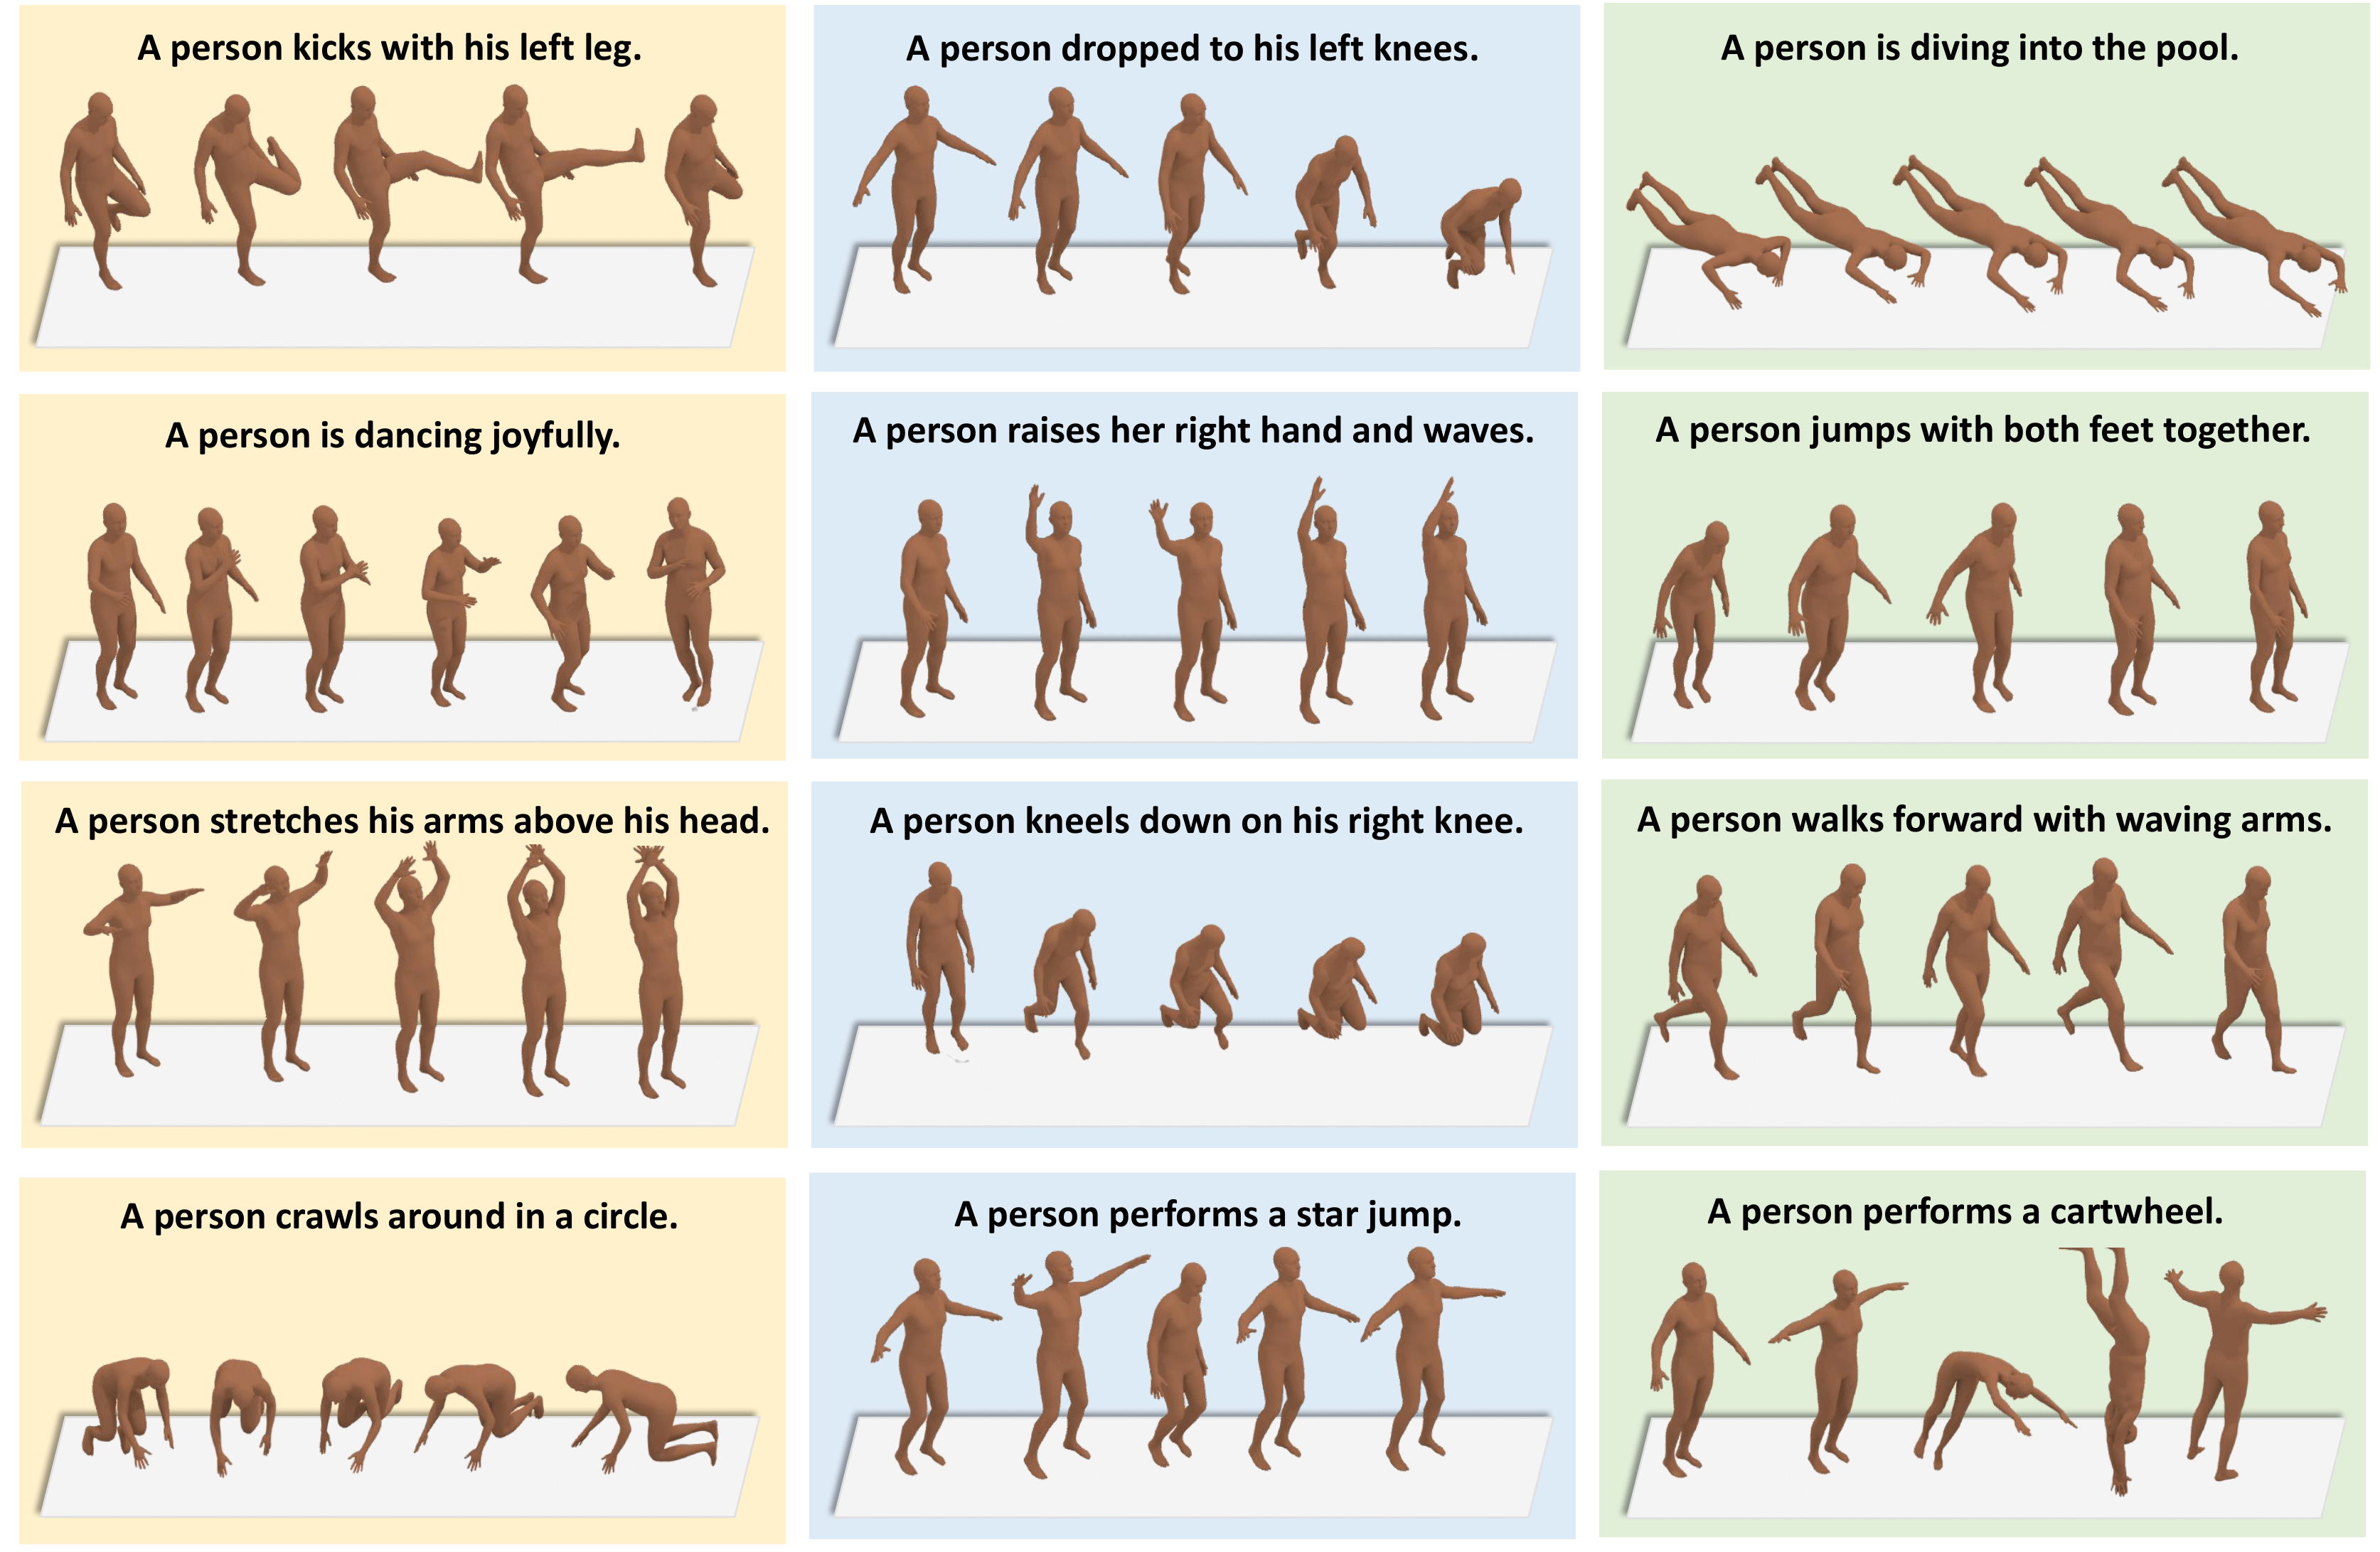 A person kicks with his left leg.
A person dropped to his left knees.
A person is diving into the pool.
A person is dancing joyfully.
A person raises her right hand and waves.
A person jumps with both feet together.
A person stretches his arms above his head.
A person kneels down on his right knee.
A person walks forward with waving arms.
A person crawls around in a circle.
A person performs a star jump.
A person performs a cartwheel.